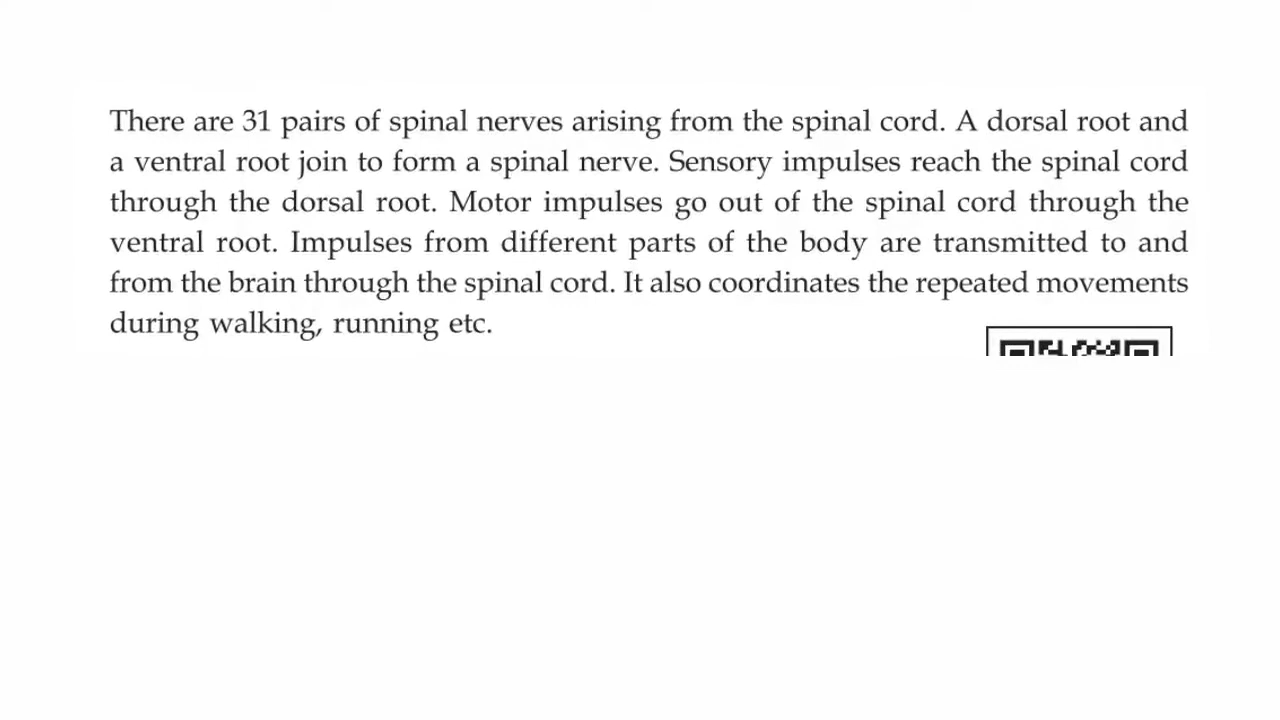 There are 31 pairs of spinal nerves arising from the spinal cord. A dorsal root and
a ventral root join to form a spinal nerve. Sensory impulses reach the spinal cord
through the dorsal root. Motor impulses go out of the spinal cord through the
ventral root. Impulses from different parts of the body are transmitted to and
from the brain through the spinal cord. It also coordinates the repeated movements
during walking, running etc.